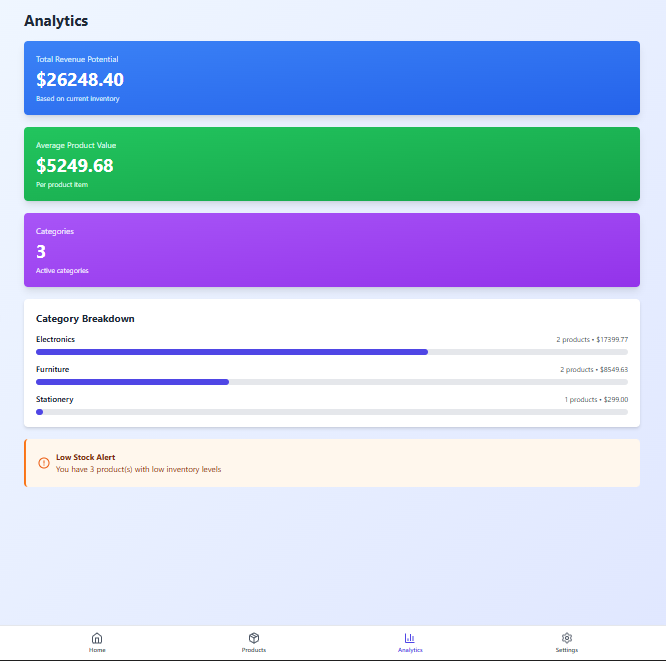 Analytics
Total Revenue Potential
$26248.40
Based on current inventory
Average Product Value
$5249.68
Per product item
Categories
3
Active categories
Category Breakdown
Electronics 2 products • $17399.77
Furniture 2 products • $8549.63
Stationery 1 products • $299.00
Low Stock Alert
You have 3 product(s) with low inventory levels
Home Products Analytics Settings